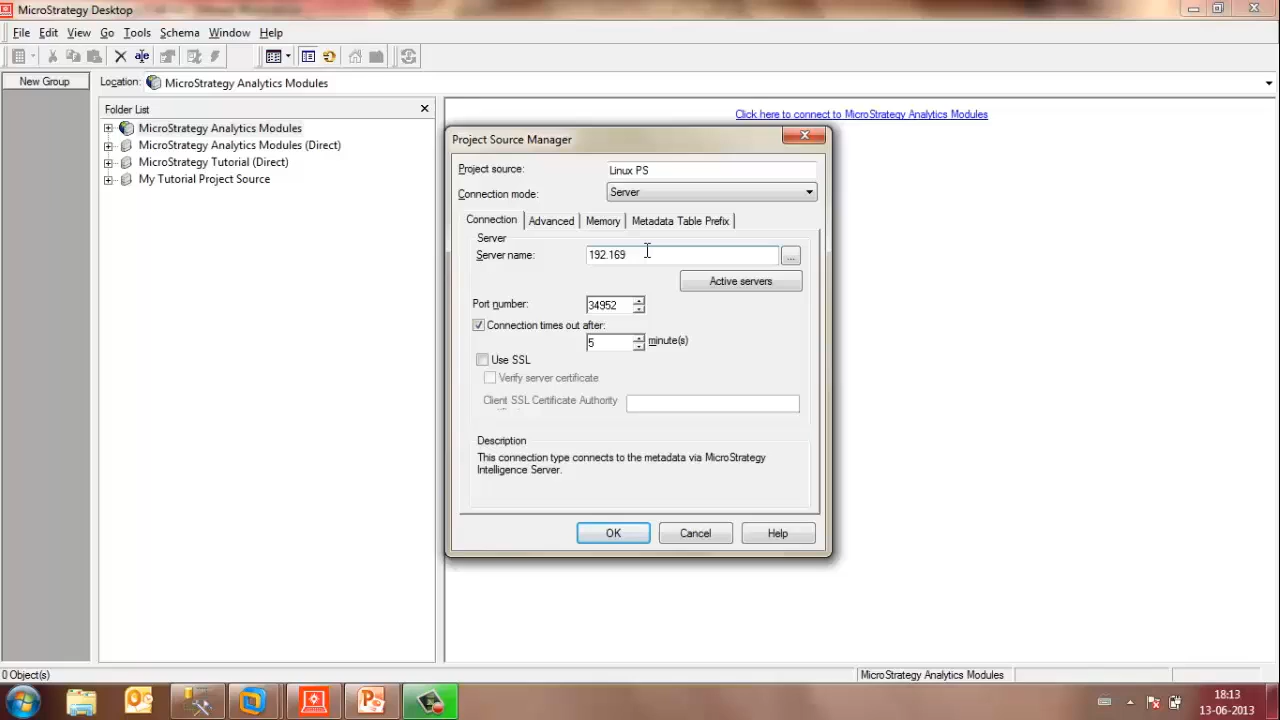 MicroStrategy Desktop
File Edit View Go Tools Schema Window Help
New Group
Location: MicroStrategy Analytics Modules
Folder List
MicroStrategy Analytics Modules
MicroStrategy Analytics Modules (Direct)
MicroStrategy Tutorial (Direct)
My Tutorial Project Source
Click here to connect to MicroStrategy Analytics Modules
Project Source Manager
Project source: Linux PS
Connection mode: Server
Connection Advanced Memory Metadata Table Prefix
Server
Server name: 192.169 ...
Active servers
Port number: 34952
Connection times out after:
5 minute(s)
Use SSL
Verify server certificate
Client SSL Certificate Authority
Description
This connection type connects to the metadata via MicroStrategy
Intelligence Server.
OK Cancel Help
0 Object(s) MicroStrategy Analytics Modules
18:13
13-06-2013